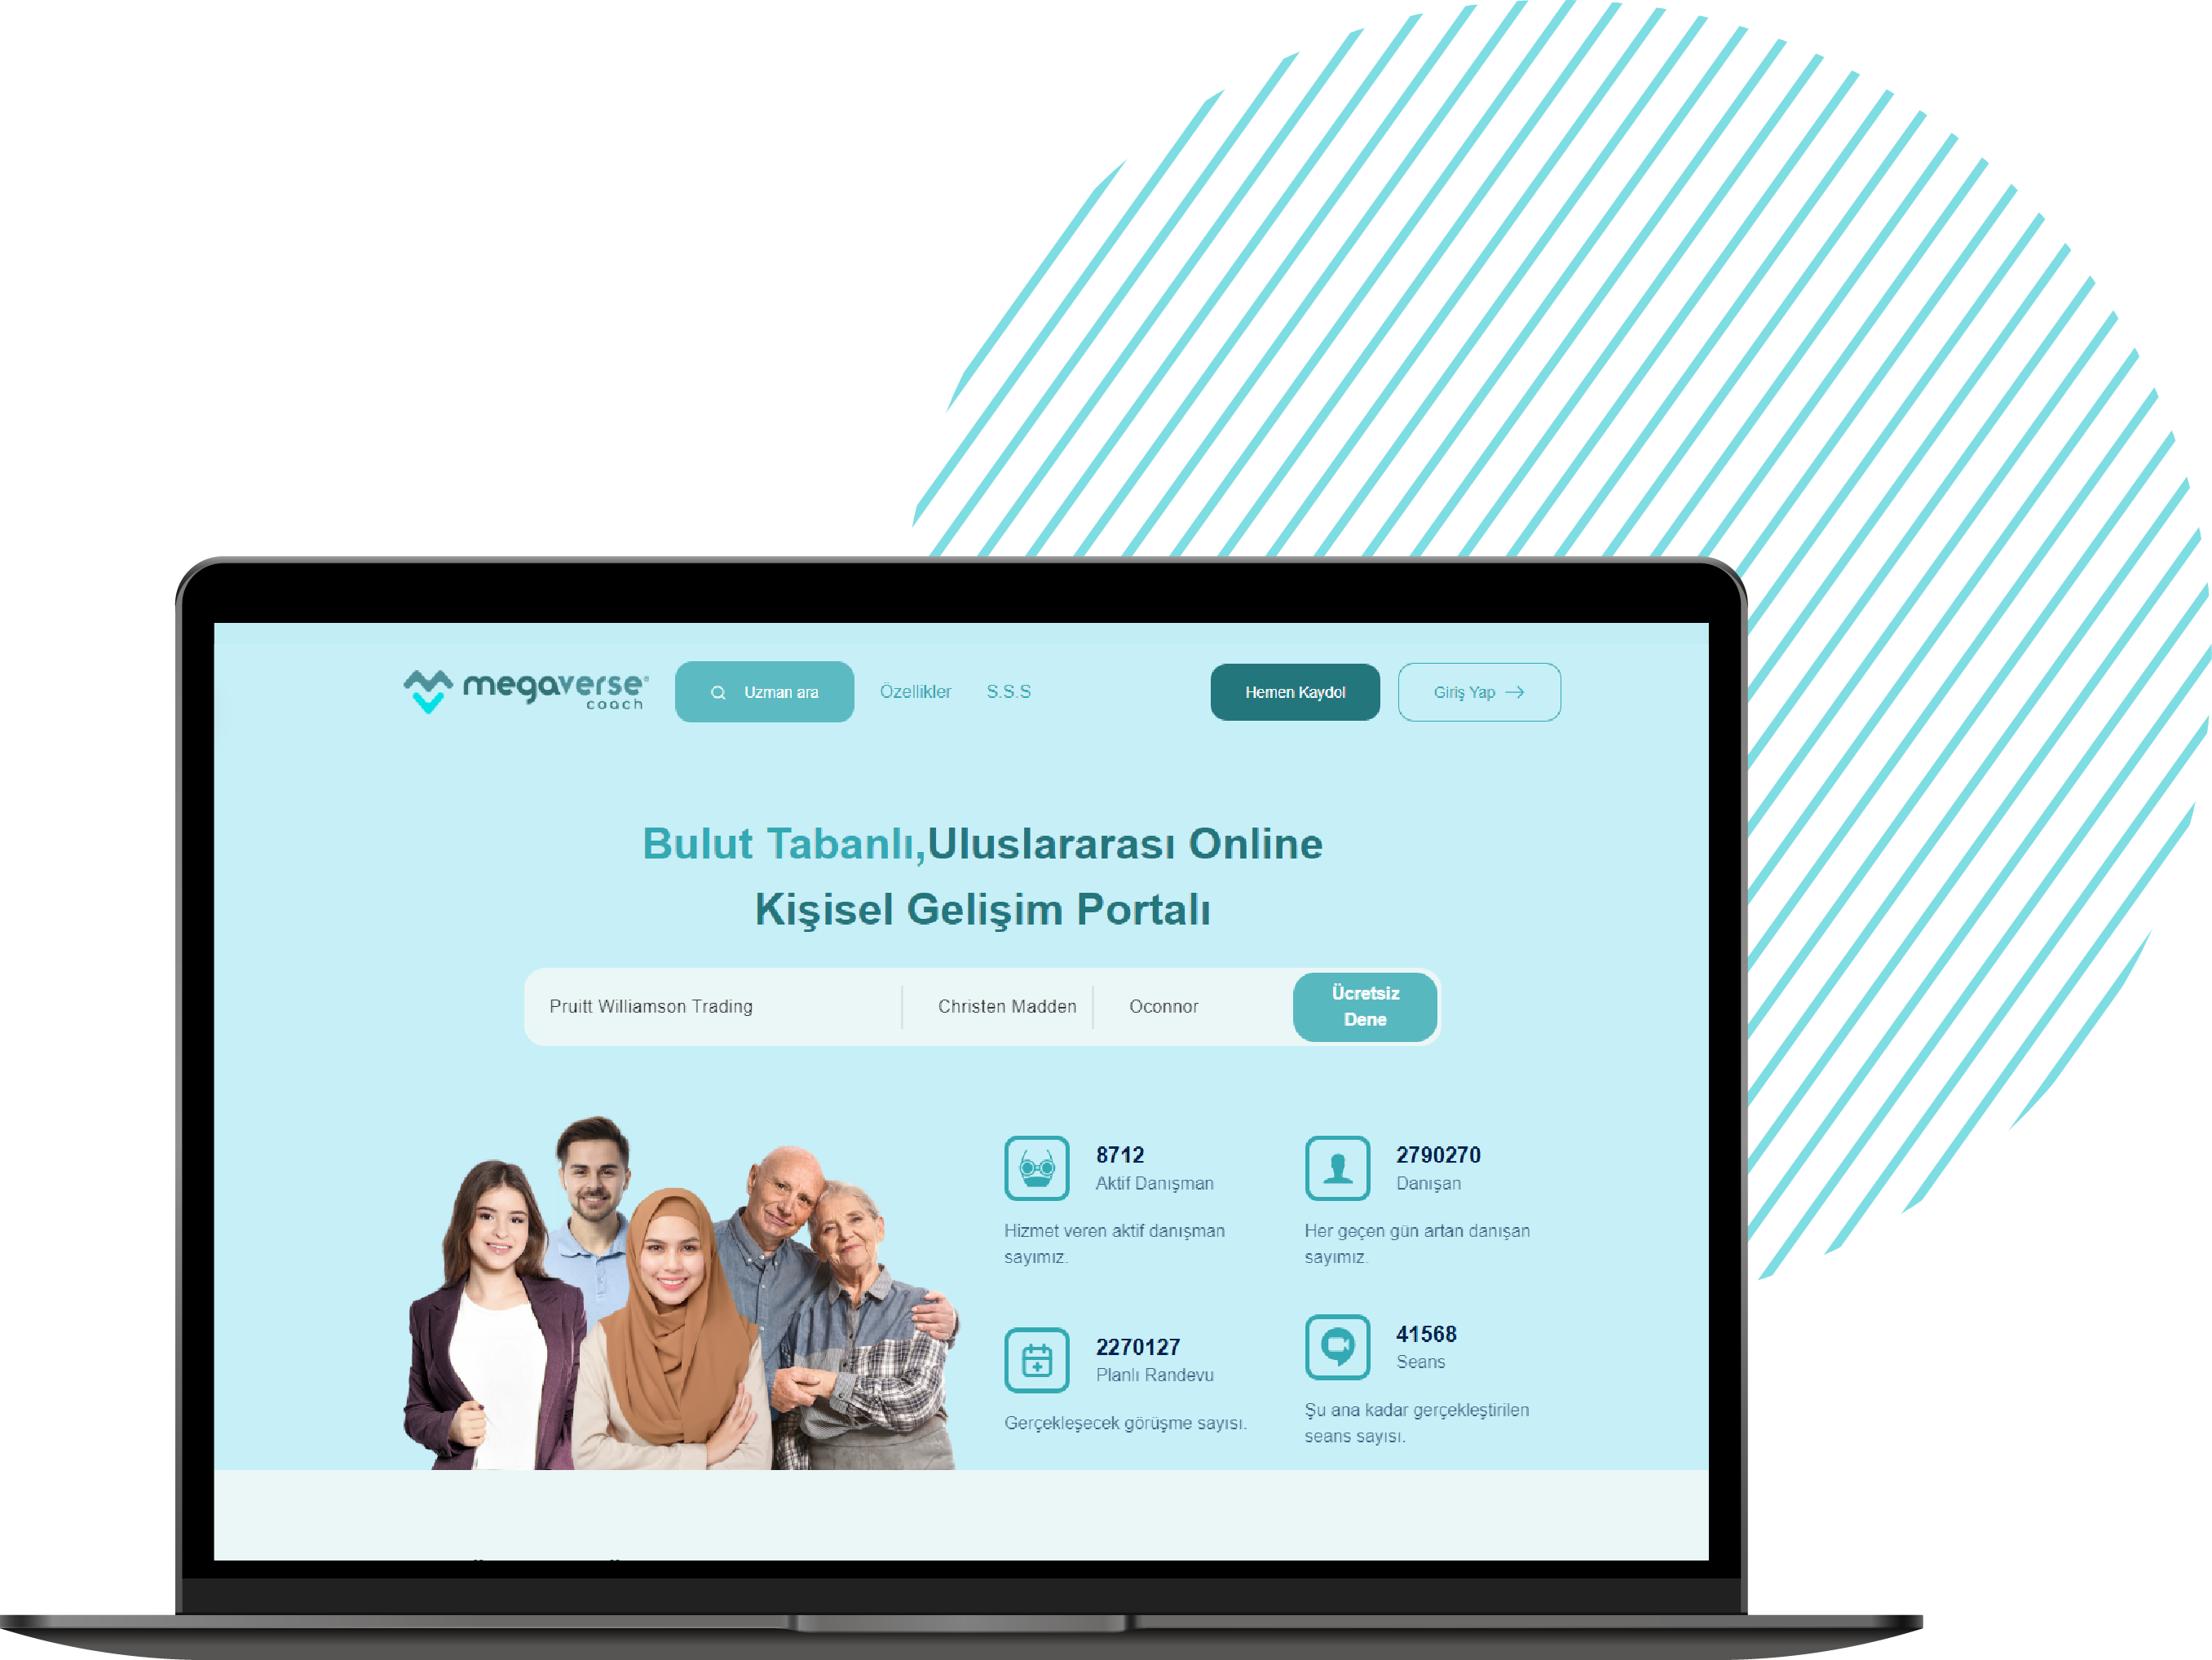 megaverse®
coach
Uzman ara
Özellikler
S.S.S
Hemen Kaydol
Giriş Yap
Bulut Tabanlı,Uluslararası Online
Kişisel Gelişim Portalı
Pruitt Williamson Trading
Christen Madden
Oconnor
Ücretsiz
Dene
8712
Aktif Danışman
Hizmet veren aktif danışman
sayımız.
2790270
Danışan
Her geçen gün artan danışan
sayımız.
2270127
Planlı Randevu
Gerçekleşecek görüşme sayısı.
41568
Seans
Şu ana kadar gerçekleştirilen
seans sayısı.